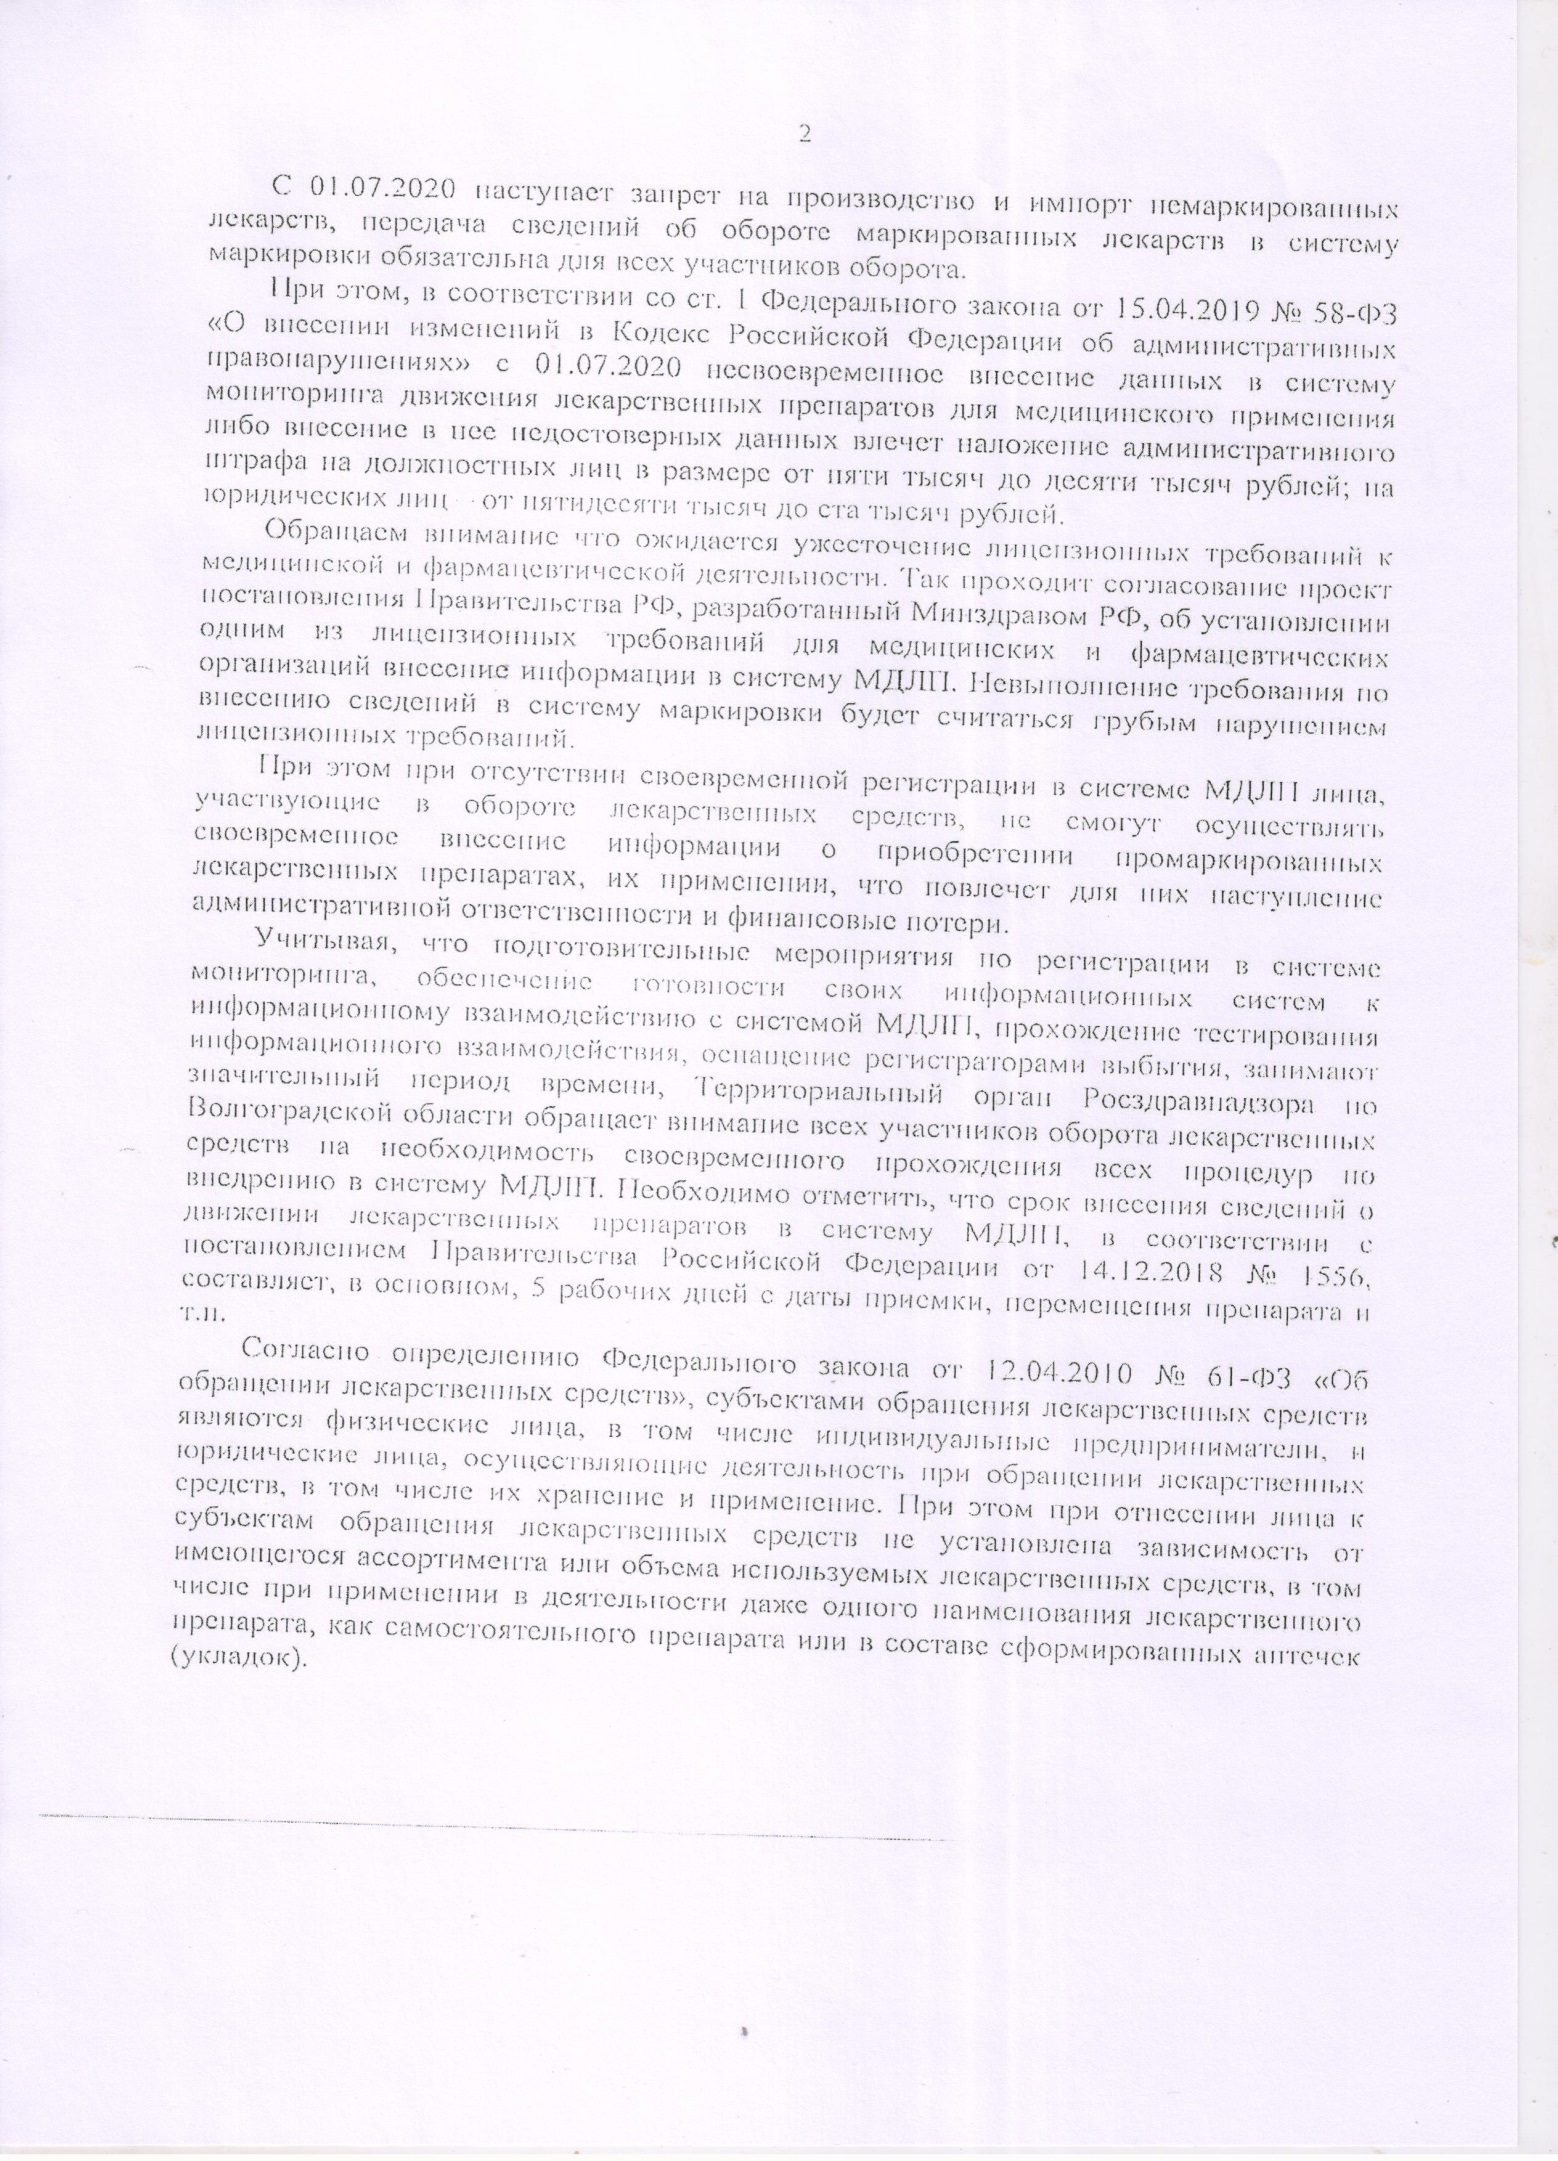 2
С 01.07.2020 наступает запрет на производство и импорт немаркированных
лекарств, передача сведений об обороте маркированных лекарств в систему
маркировки обязательна для всех участников оборота.
При этом, в соответствии со ст. 1 Федерального закона от 15.04.2019 № 58-ФЗ
«О внесении изменений в Кодекс Российской Федерации об административных
правонарушениях» с 01.07.2020 несвоевременное внесение данных в систему
мониторинга движения лекарственных препаратов для медицинского применения
либо внесение в нее недостоверных данных влечет наложение административного
штрафа на должностных лиц в размере от пяти тысяч до десяти тысяч рублей; на
юридических лиц - от пятидесяти тысяч до ста тысяч рублей.
Обращаем внимание что ожидается ужесточение лицензионных требований к
медицинской и фармацевтической деятельности. Так проходит согласование проект
постановления Правительства РФ, разработанный Минздравом РФ, об установлении
одним из лицензионных требований для медицинских и фармацевтических
организаций внесение информации в систему МДЛП. Невыполнение требования по
внесению сведений в систему маркировки будет считаться грубым нарушением
лицензионных требований.
При этом при отсутствии своевременной регистрации в системе МДЛП лица,
участвующие в обороте лекарственных средств, не смогут осуществлять
своевременное внесение информации о приобретении промаркированных
лекарственных препаратах, их применении, что повлечет для них наступление
административной ответственности и финансовые потери.
Учитывая, что подготовительные мероприятия по регистрации в системе
мониторинга, обеспечение готовности своих информационных систем к
информационному взаимодействию с системой МДЛП, прохождение тестирования
информационного взаимодействия, оснащение регистраторами выбытия, занимают
значительный период времени, Территориальный орган Росздравнадзора по
Волгоградской области обращает внимание всех участников оборота лекарственных
средств на необходимость своевременного прохождения всех процедур по
внедрению в систему МДЛП. Необходимо отметить, что срок внесения сведений о
движении лекарственных препаратов в систему МДЛП, в соответствии с
постановлением Правительства Российской Федерации от 14.12.2018 № 1556,
составляет, в основном, 5 рабочих дней с даты приемки, перемещения препарата и
т.п.
Согласно определению Федерального закона от 12.04.2010 № 61-ФЗ «Об
обращении лекарственных средств», субъектами обращения лекарственных средств
являются физические лица, в том числе индивидуальные предприниматели, и
юридические лица, осуществляющие деятельность при обращении лекарственных
средств, в том числе их хранение и применение. При этом при отнесении лица к
субъектам обращения лекарственных средств не установлена зависимость от
имеющегося ассортимента или объема используемых лекарственных средств, в том
числе при применении в деятельности даже одного наименования лекарственного
препарата, как самостоятельного препарата или в составе сформированных аптечек
(укладок).